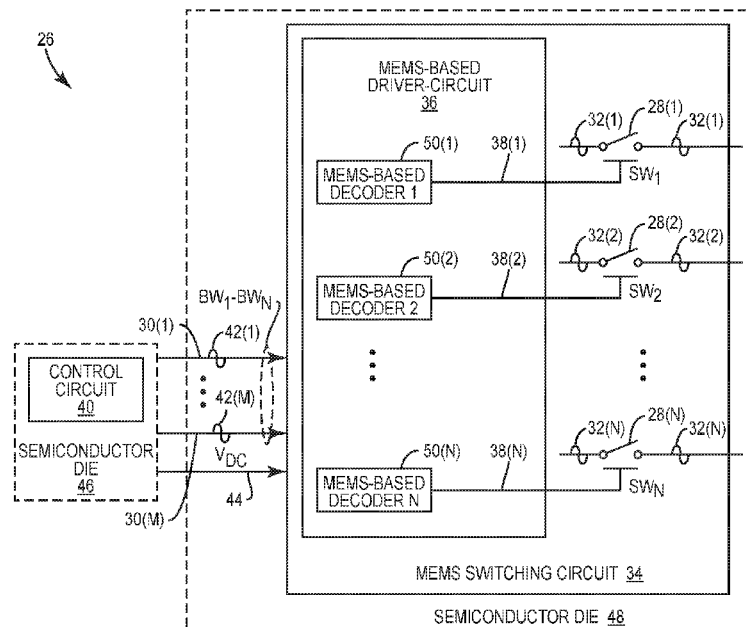 26
MEMS-BASED
DRIVER-CIRCUIT
36
50(1)
38(1)
MEMS-BASED
DECODER 1
32(1)
28(1)
32(1)
SW1
50(2)
38(2)
MEMS-BASED
DECODER 2
32(2)
28(2)
32(2)
SW2
BW1-BWN
30(1)
42(1)
CONTROL
CIRCUIT
40
42(M)
SEMICONDUCTOR
DIE
46
VDC
44
30(M)
50(N)
38(N)
MEMS-BASED
DECODER N
32(N)
28(N)
32(N)
SWN
MEMS SWITCHING CIRCUIT 34
SEMICONDUCTOR DIE 48